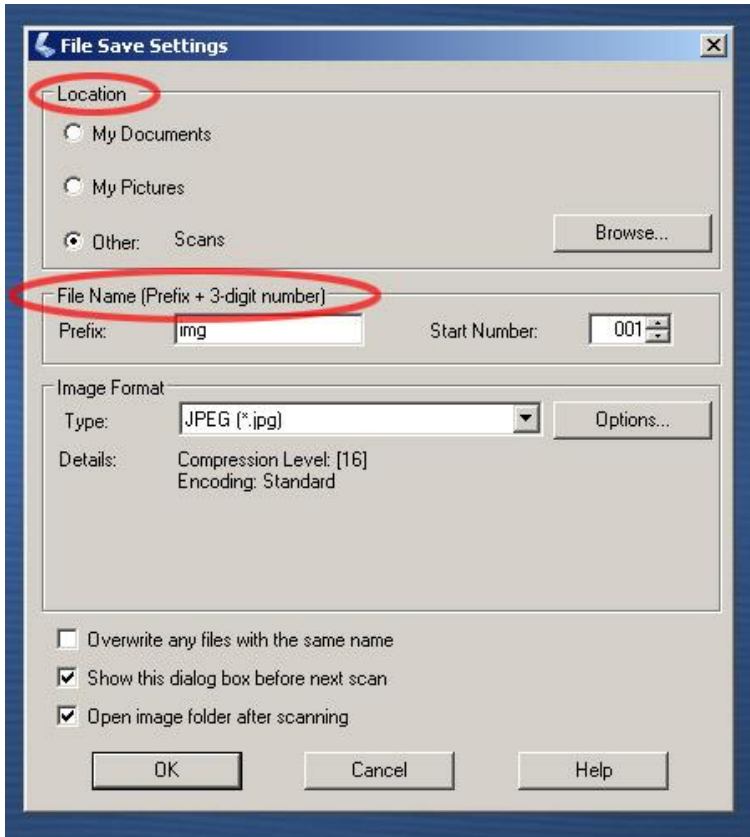 File Save Settings
Location
My Documents
My Pictures
Other: Scans Browse...
File Name (Prefix + 3-digit number)
Prefix: img Start Number: 001
Image Format
Type: JPEG (*.jpg) Options...
Details: Compression Level: [16]
Encoding: Standard
Overwrite any files with the same name
Show this dialog box before next scan
Open image folder after scanning
OK Cancel Help